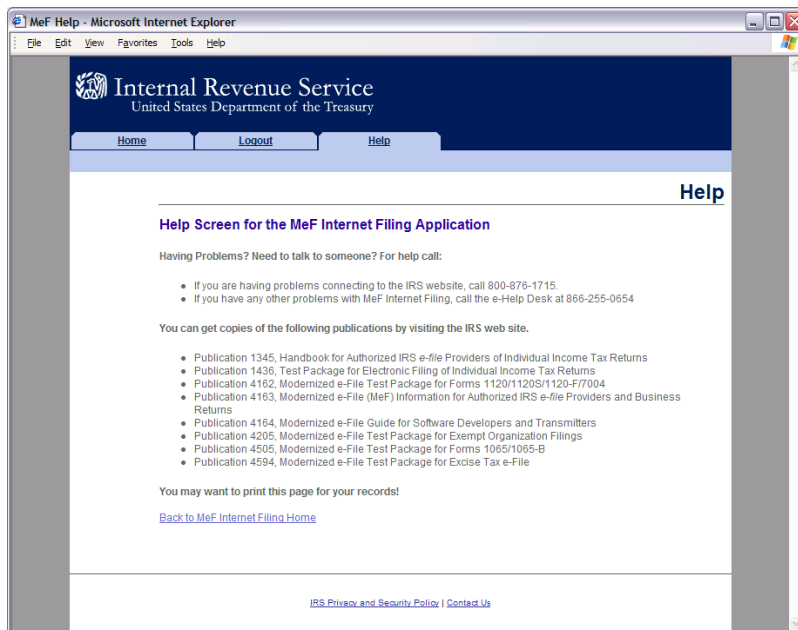 MeF Help - Microsoft Internet Explorer
File Edit View Favorites Tools Help
Internal Revenue Service
United States Department of the Treasury
Home Logout Help
Help
Help Screen for the MeF Internet Filing Application
Having Problems? Need to talk to someone? For help call:
• If you are having problems connecting to the IRS website, call 800-876-1715.
• If you have any other problems with MeF Internet Filing, call the e-Help Desk at 866-255-0654
You can get copies of the following publications by visiting the IRS web site.
• Publication 1345, Handbook for Authorized IRS e-file Providers of Individual Income Tax Returns
• Publication 1436, Test Package for Electronic Filing of Individual Income Tax Returns
• Publication 4162, Modernized e-File Test Package for Forms 1120/1120S/1120-F/7004
• Publication 4163, Modernized e-File (MeF) Information for Authorized IRS e-file Providers and Business
Returns
• Publication 4164, Modernized e-File Guide for Software Developers and Transmitters
• Publication 4205, Modernized e-File Test Package for Exempt Organization Filings
• Publication 4505, Modernized e-File Test Package for Forms 1065/1065-B
• Publication 4594, Modernized e-File Test Package for Excise Tax e-File
You may want to print this page for your records!
Back to MeF Internet Filing Home
IRS Privacy and Security Policy | Contact Us